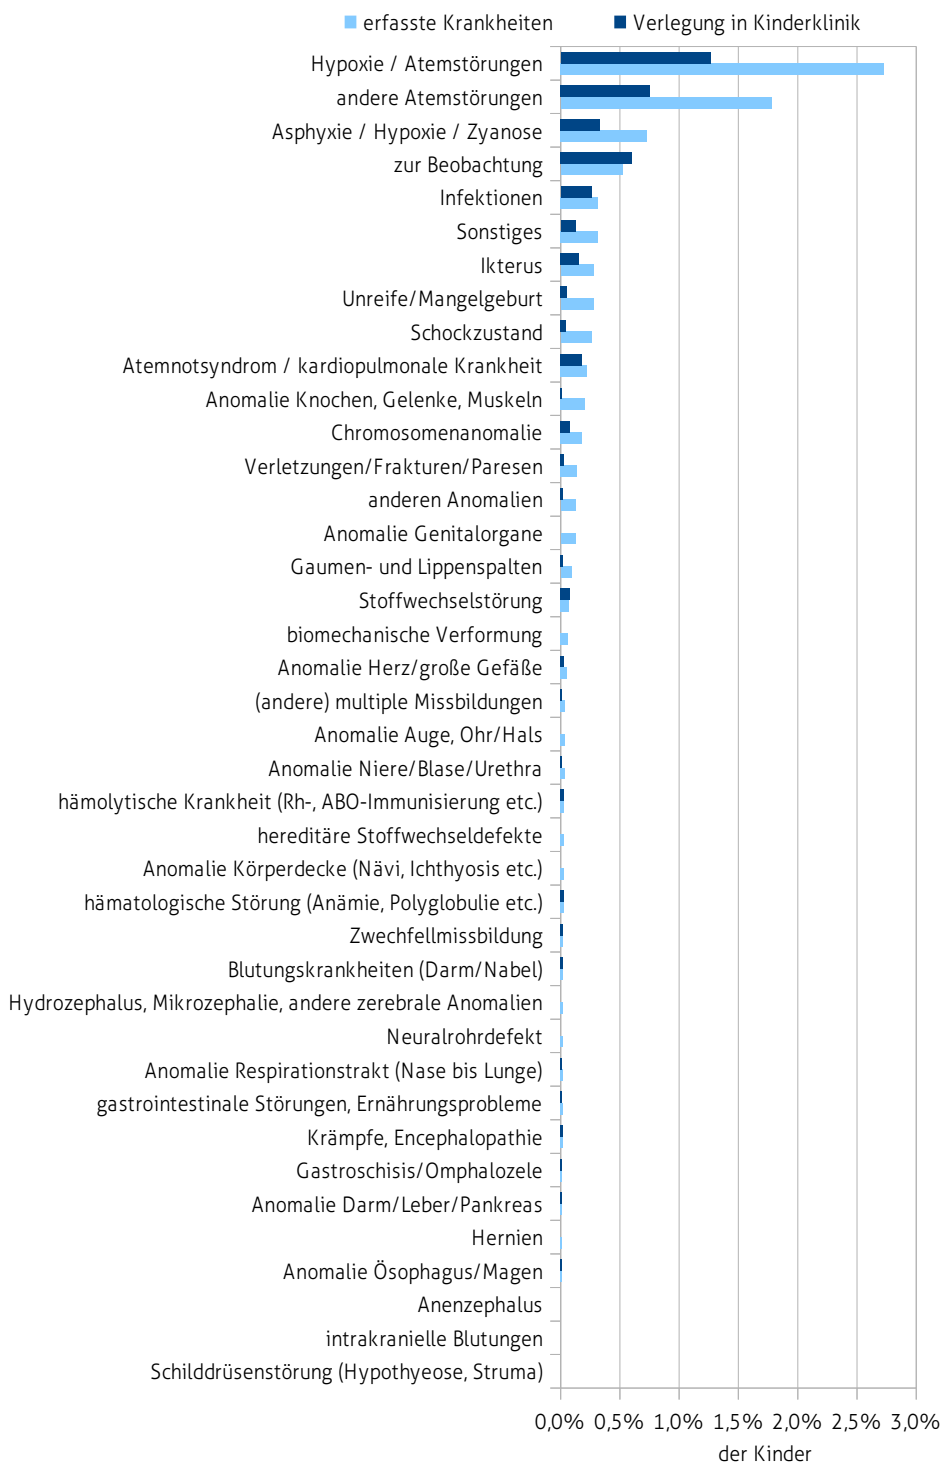 erfasste Krankheiten Verlegung in Kinderklinik
Hypoxie / Atemstörungen
andere Atemstörungen
Asphyxie / Hypoxie / Zyanose
zur Beobachtung
Infektionen
Sonstiges
Ikterus
Unreife/Mangelgeburt
Schockzustand
Atemnotsyndrom / kardiopulmonale Krankheit
Anomalie Knochen, Gelenke, Muskeln
Chromosomenanomalie
Verletzungen/Frakturen/Paresen
anderen Anomalien
Anomalie Genitalorgane
Gaumen- und Lippenspalten
Stoffwechselstörung
biomechanische Verformung
Anomalie Herz/große Gefäße
(andere) multiple Missbildungen
Anomalie Auge, Ohr/Hals
Anomalie Niere/Blase/Urethra
hämolytische Krankheit (Rh-, ABO-Immunisierung etc.)
hereditäre Stoffwechseldefekte
Anomalie Körperdecke (Nävi, Ichthyosis etc.)
hämatologische Störung (Anämie, Polyglobulie etc.)
Zwechfellmissbildung
Blutungskrankheiten (Darm/Nabel)
Hydrozephalus, Mikrozephalie, andere zerebrale Anomalien
Neuralrohrdefekt
Anomalie Respirationstrakt (Nase bis Lunge)
gastrointestinale Störungen, Ernährungsprobleme
Krämpfe, Encephalopathie
Gastroschisis/Omphalozele
Anomalie Darm/Leber/Pankreas
Hernien
Anomalie Ösophagus/Magen
Anenzephalus
intrakranielle Blutungen
Schilddrüsenstörung (Hypothyeose, Struma)
0,0% 0,5% 1,0% 1,5% 2,0% 2,5% 3,0%
der Kinder